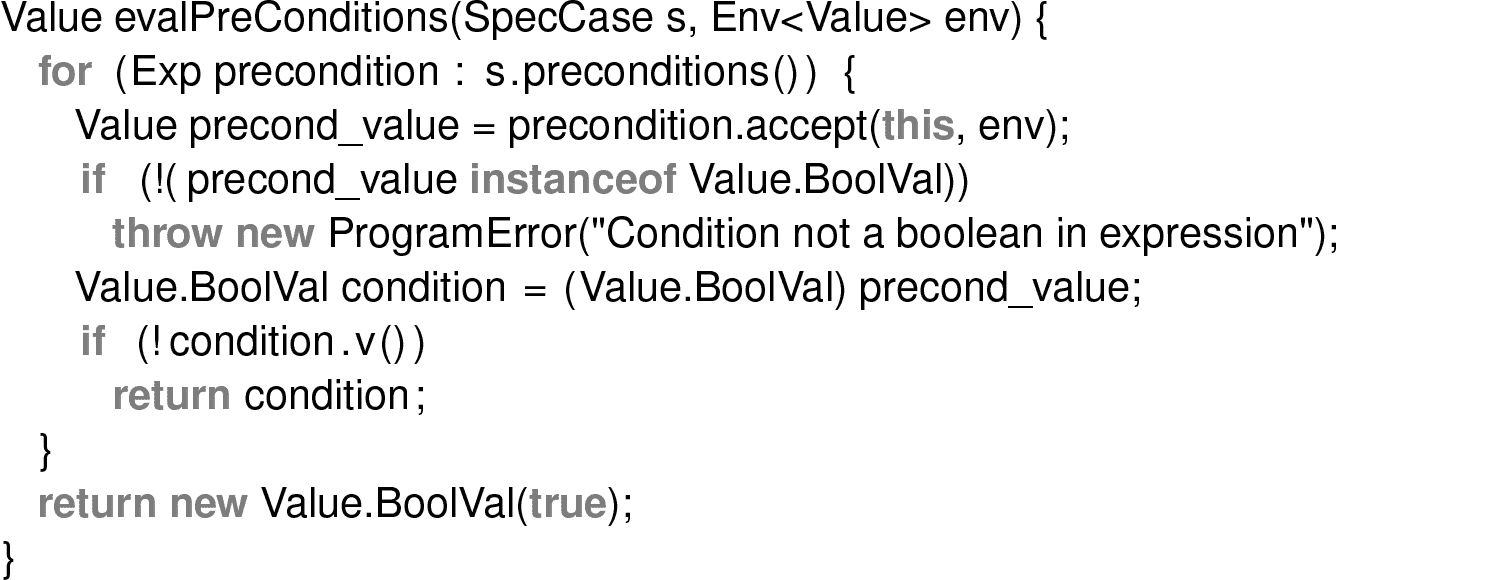 Value evalPreConditions(SpecCase s, Env<Value> env) {
for (Exp precondition : s.preconditions()) {
Value precond_value = precondition.accept(this, env);
if (!( precond_value instanceof Value.BoolVal))
throw new ProgramError("Condition not a boolean in expression");
Value.BoolVal condition = (Value.BoolVal) precond_value;
if (!condition.v())
return condition;
}
return new Value.BoolVal(true);
}